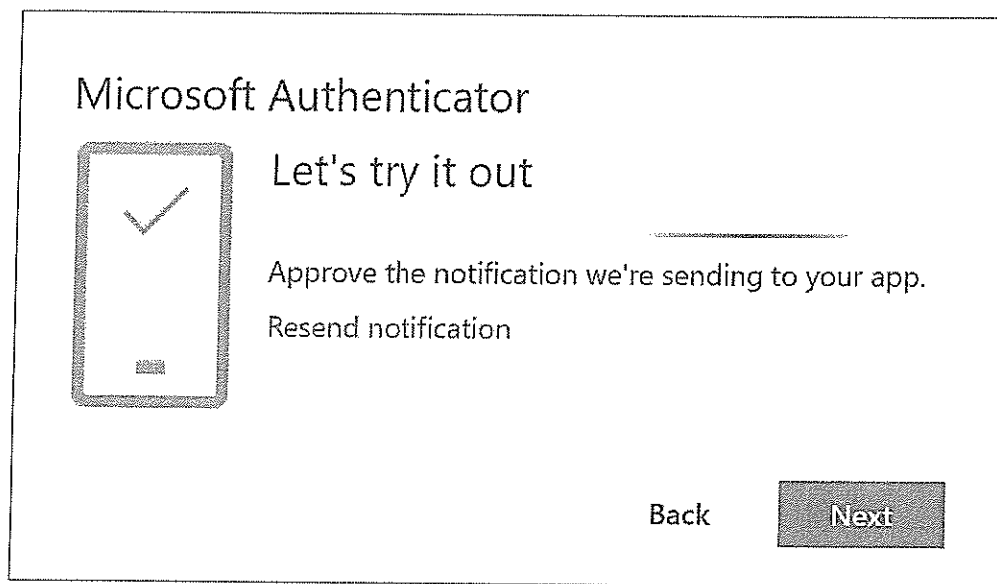 Microsoft Authenticator
Let's try it out
Approve the notification we're sending to your app.
Resend notification
Back
Next